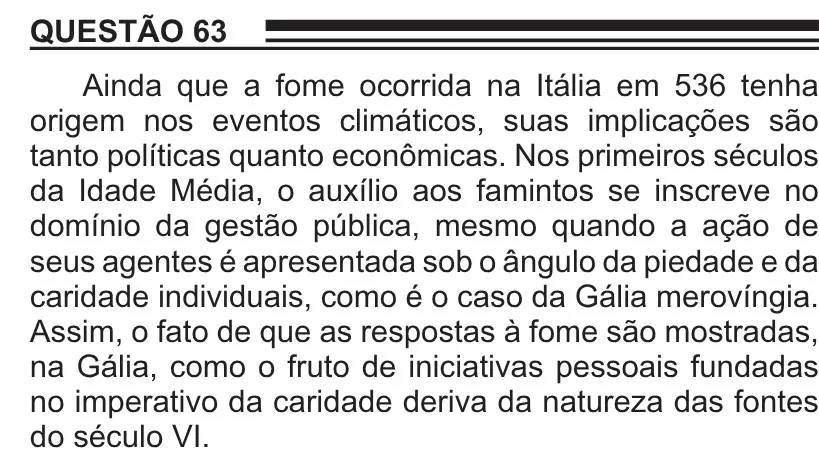 QUESTÃO 63
Ainda que a fome ocorrida na Itália em 536 tenha
origem nos eventos climáticos, suas implicações são
tanto políticas quanto econômicas. Nos primeiros séculos
da Idade Média, o auxílio aos famintos se inscreve no
domínio da gestão pública, mesmo quando a ação de
seus agentes é apresentada sob o ângulo da piedade e da
caridade individuais, como é o caso da Gália merovíngia.
Assim, o fato de que as respostas à fome são mostradas,
na Gália, como o fruto de iniciativas pessoais fundadas
no imperativo da caridade deriva da natureza das fontes
do século VI.